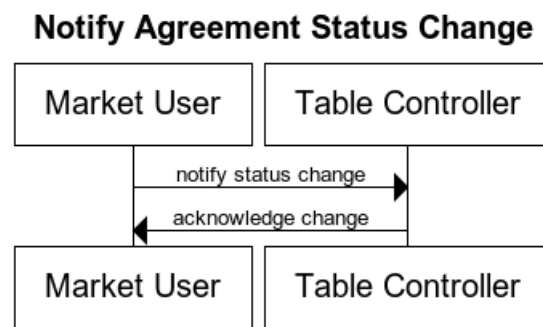 Notify Agreement Status Change
Market User Table Controller
notify status change
acknowledge change
Market User Table Controller